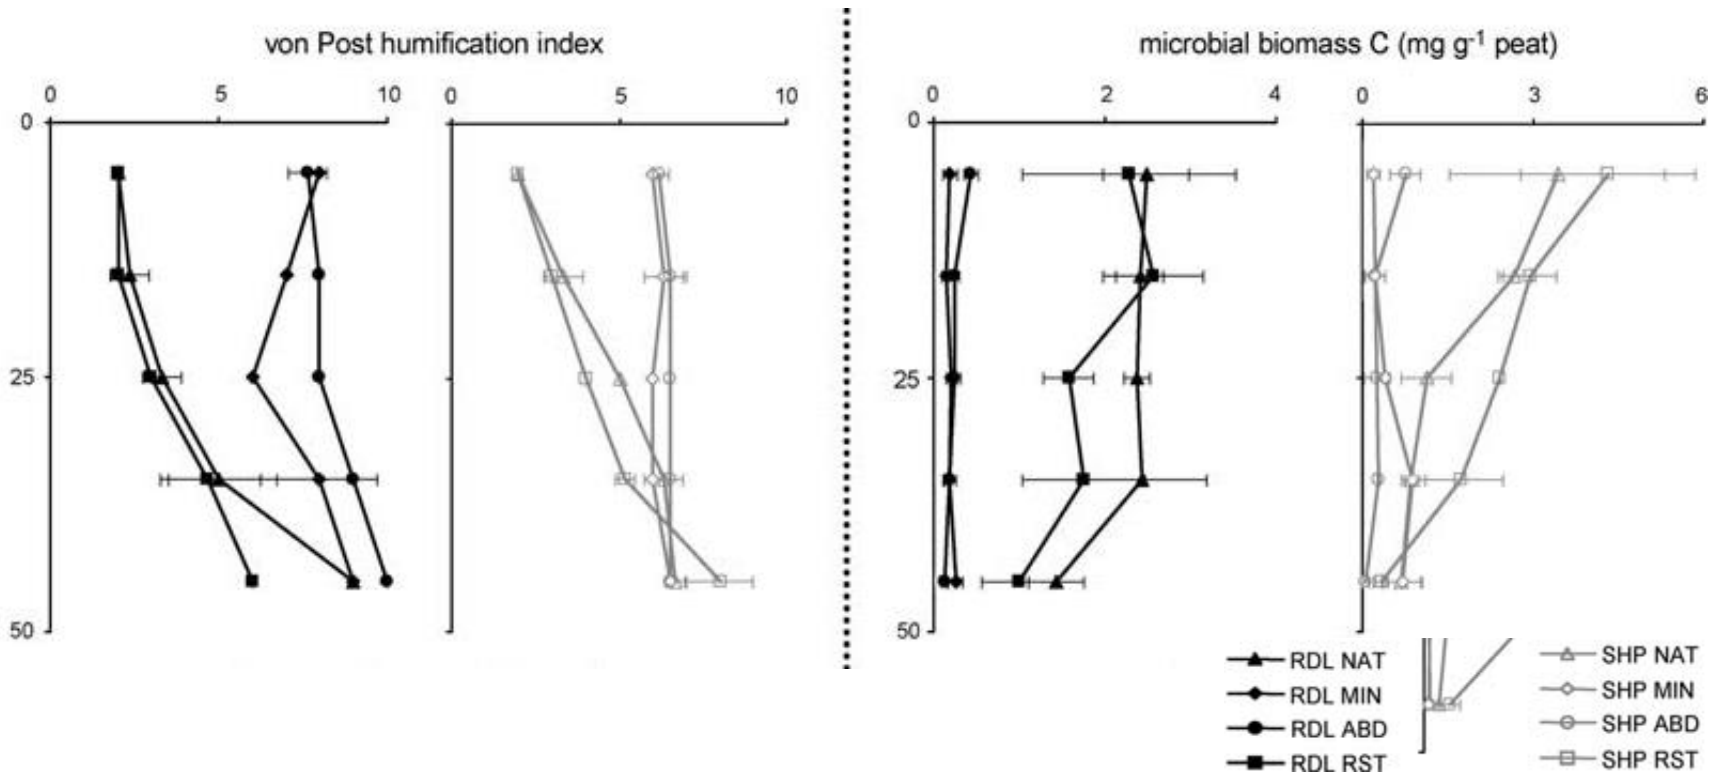 von Post humification index
microbial biomass C (mg g⁻¹ peat)
0 5 10 0 5 10 0 2 4 0 3 6
0 0
25 25
50 50
RDL NAT SHP NAT
RDL MIN SHP MIN
RDL ABD SHP ABD
RDL RST SHP RST